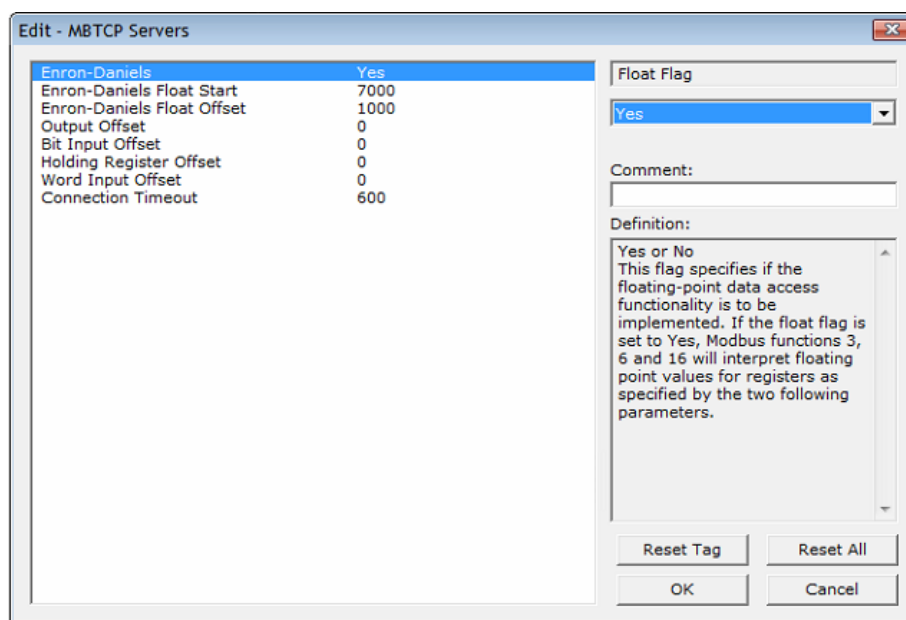 Edit - MBTCP Servers
Enron-Daniels Yes
Enron-Daniels Float Start 7000
Enron-Daniels Float Offset 1000
Output Offset 0
Bit Input Offset 0
Holding Register Offset 0
Word Input Offset 0
Connection Timeout 600
Float Flag
Yes
Comment:
Definition:
Yes or No
This flag specifies if the
floating-point data access
functionality is to be
implemented. If the float flag is
set to Yes, Modbus functions 3,
6 and 16 will interpret floating
point values for registers as
specified by the two following
parameters.
Reset Tag Reset All
OK Cancel